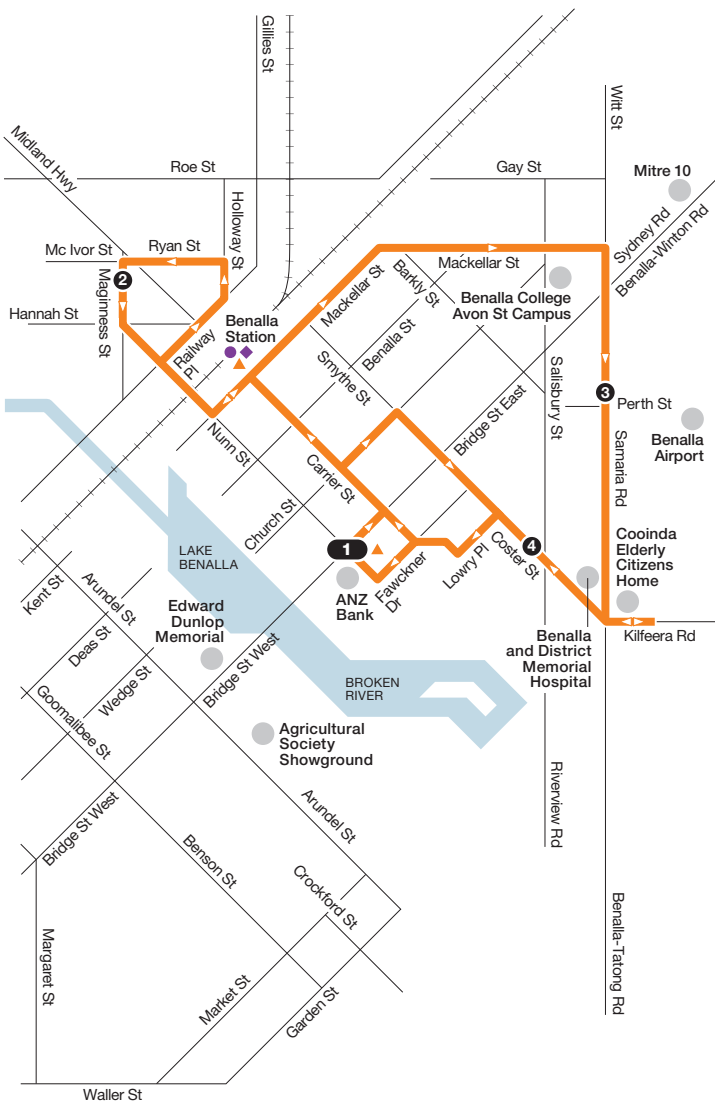 Gillies St
Witt St
Midland Hwy
Roe St
Gay St
Mitre 10
Holloway St
Sydney Rd
Mc Ivor St
Ryan St
Benalla-Winton Rd
2
Maginness St
Mackellar St
Mackellar St
Barkly St
Benalla College
Avon St Campus
Hannah St
Benalla
Station
Railway
Pl
Benalla St
Smythe St
Salisbury St
3
Perth St
Bridge St East
Nunn St
Carrier St
Samaria Rd
Benalla
Airport
Church St
1
4
LAKE
BENALLA
Fawckner
Dr
Lowry Pl
Coster St
Cooinda
Elderly
Citizens
Home
Kent St
Arundel St
ANZ
Bank
Edward
Dunlop
Memorial
Deas St
Kilfeera Rd
Benalla
and District
Memorial
Hospital
Wedge St
Bridge St West
BROKEN
RIVER
Goomalibee St
Agricultural
Society
Showground
Riverview Rd
Arundel St
Bridge St West
Benson St
Crockford St
Benalla-Tatong Rd
Margaret St
Market St
Garden St
Waller St